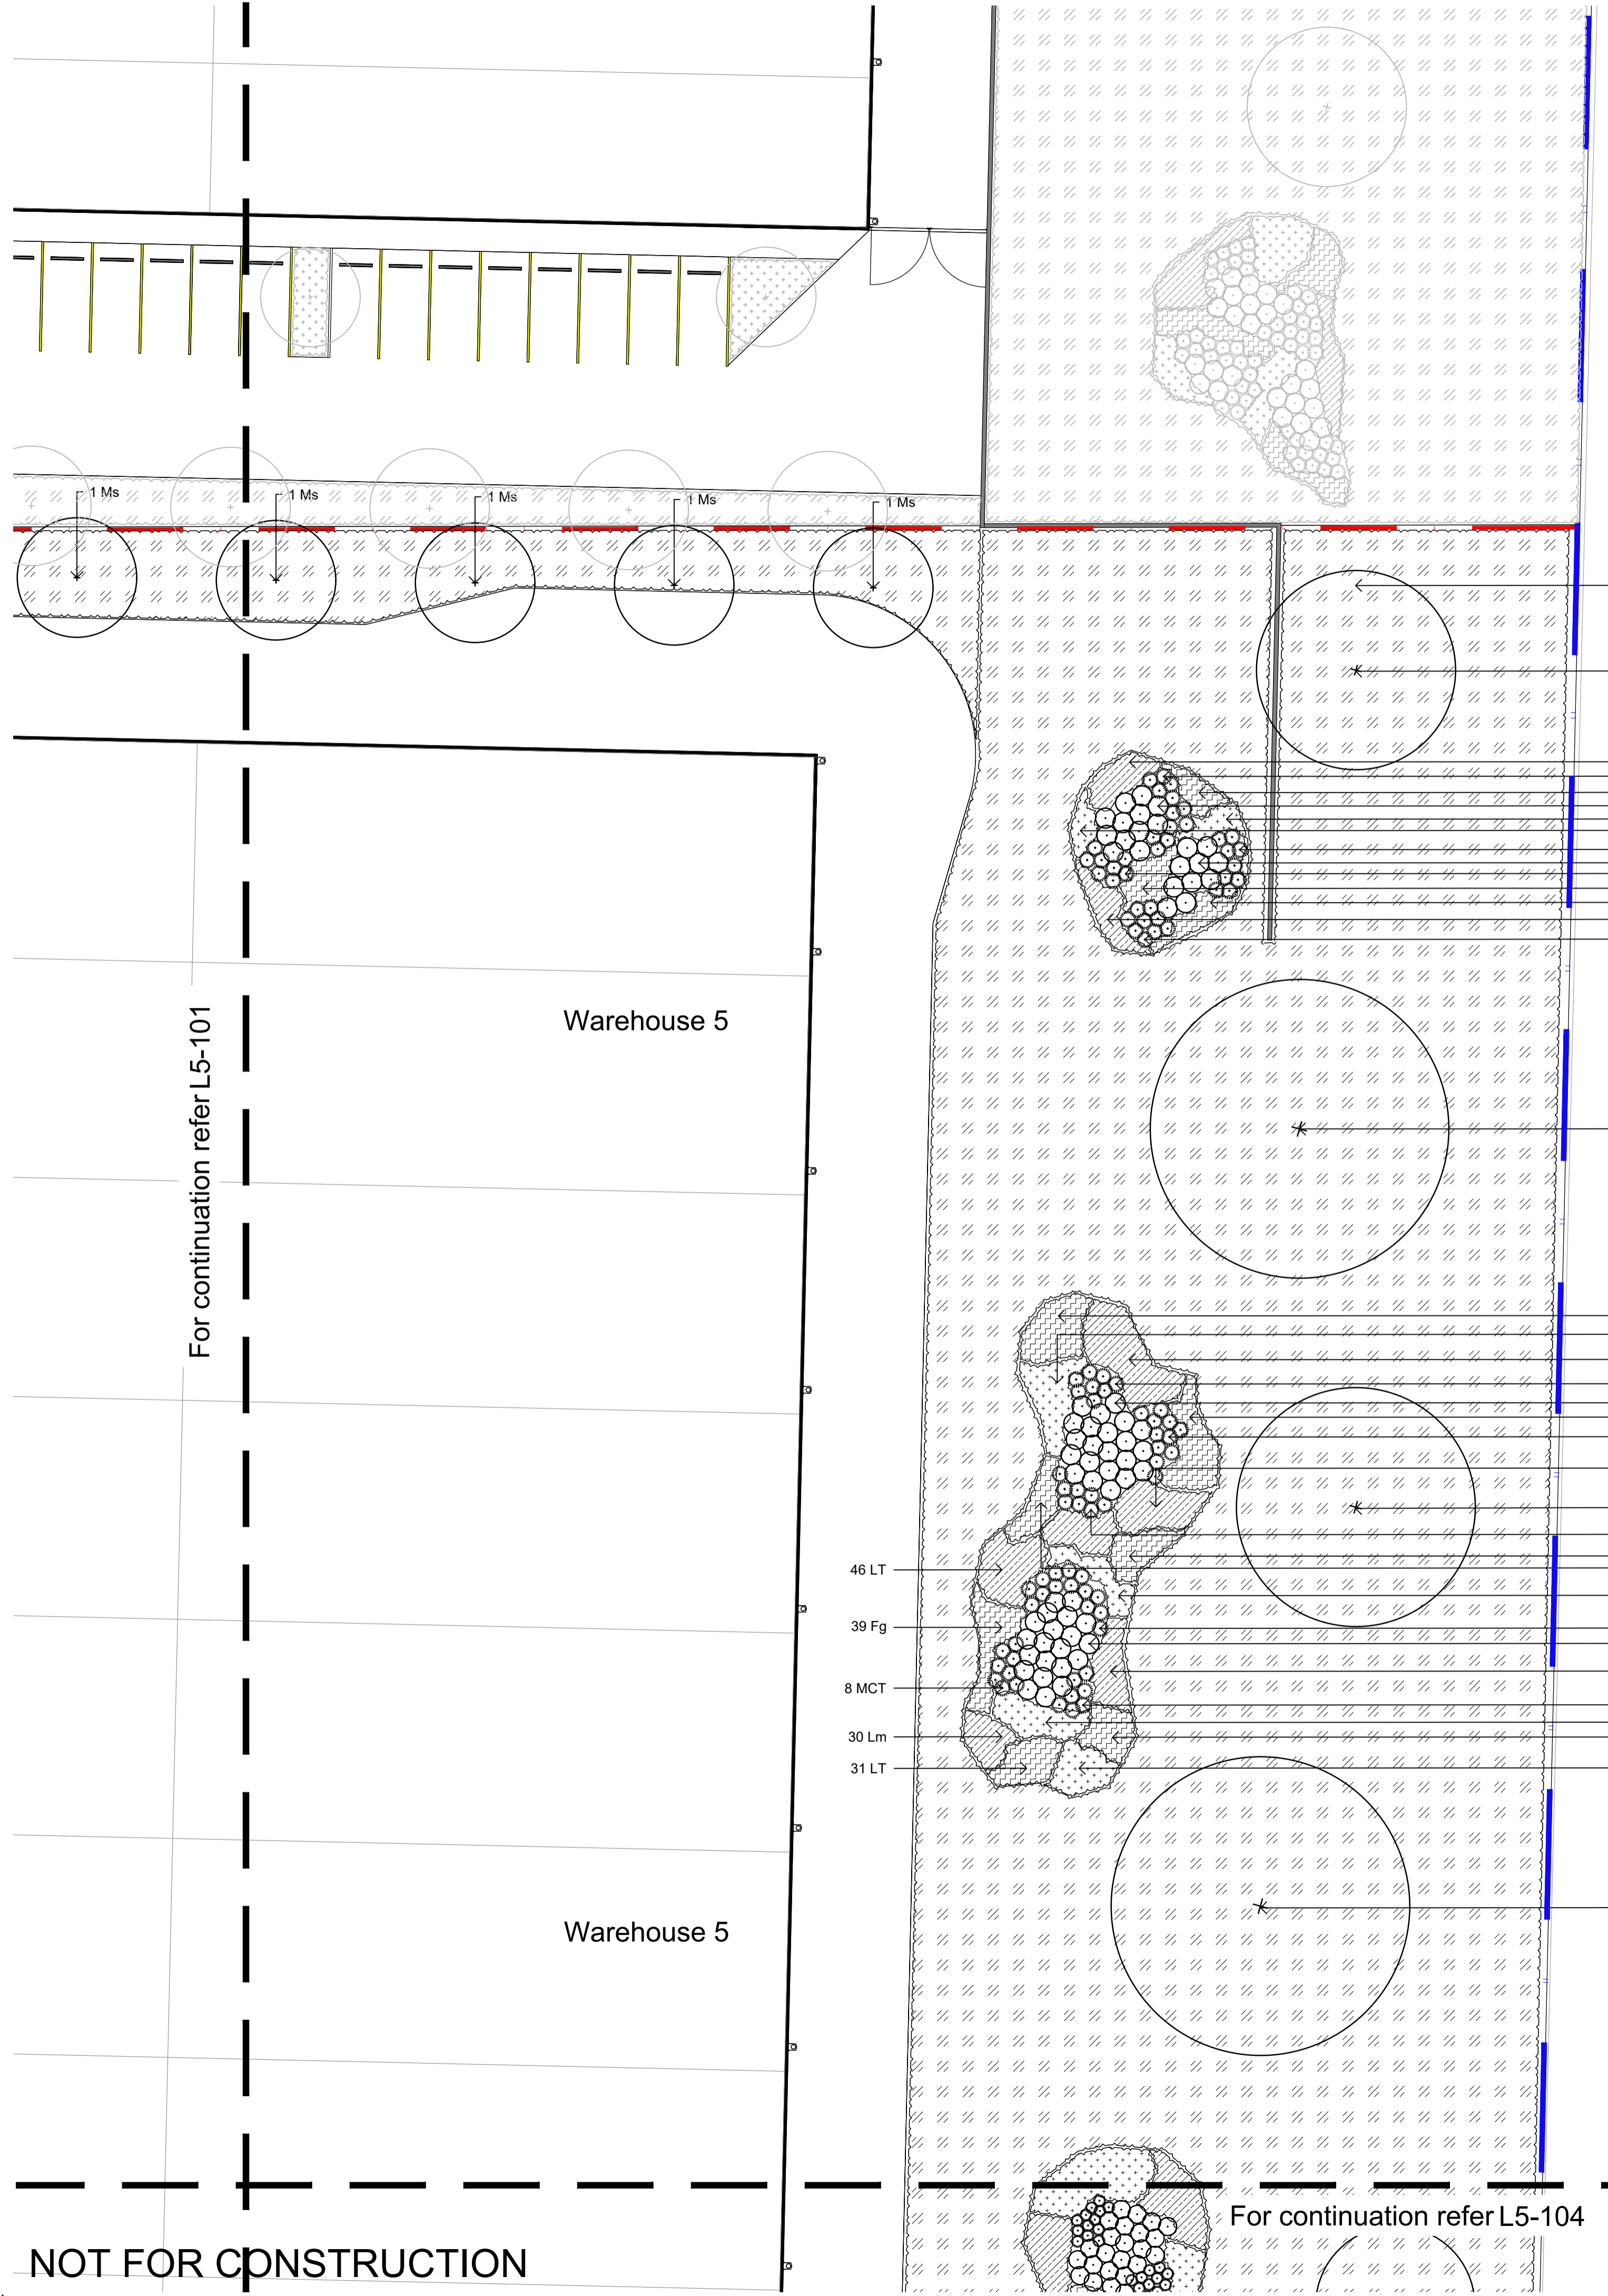 1 Ms
1 Ms
1 Ms
1 Ms
1 Ms
Warehouse 5
For continuation refer L5-101
46 LT
39 Fg
8 MCT
30 Lm
31 LT
Warehouse 5
For continuation refer L5-104
NOT FOR CONSTRUCTION